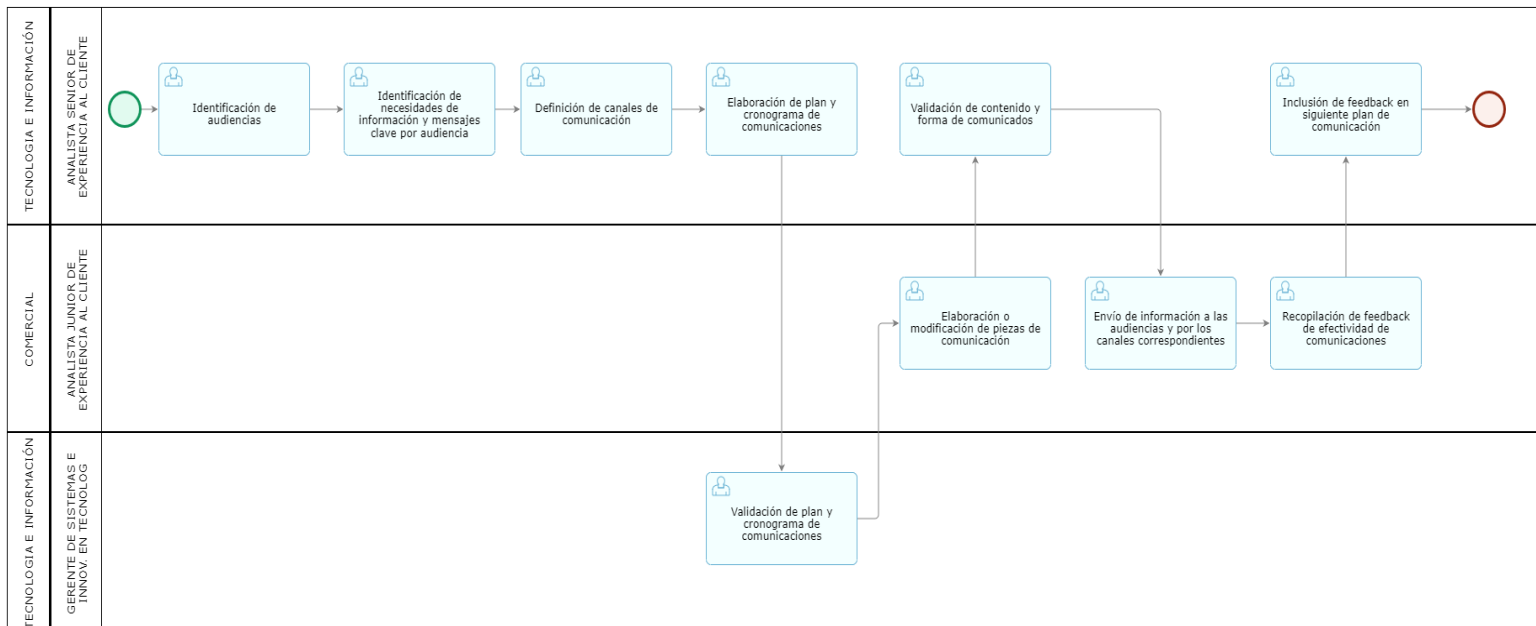 TECNOLOGIA E INFORMACIÓN
ANALISTA SENIOR DE
EXPERIENCIA AL CLIENTE
Identificación de
audiencias
Identificación de
necesidades de
información y mensajes
clave por audiencia
Definición de canales de
comunicación
Elaboración de plan y
cronograma de
comunicaciones
Validación de contenido y
forma de comunicados
Inclusión de feedback en
siguiente plan de
comunicación
COMERCIAL
ANALISTA JUNIOR DE
EXPERIENCIA AL CLIENTE
Elaboración o
modificación de piezas de
comunicación
Envío de información a las
audiencias y por los
canales correspondientes
Recopilación de feedback
de efectividad de
comunicaciones
TECNOLOGIA E INFORMACIÓN
GERENTE DE SISTEMAS E
INNOV. EN TECNOLOG
Validación de plan y
cronograma de
comunicaciones